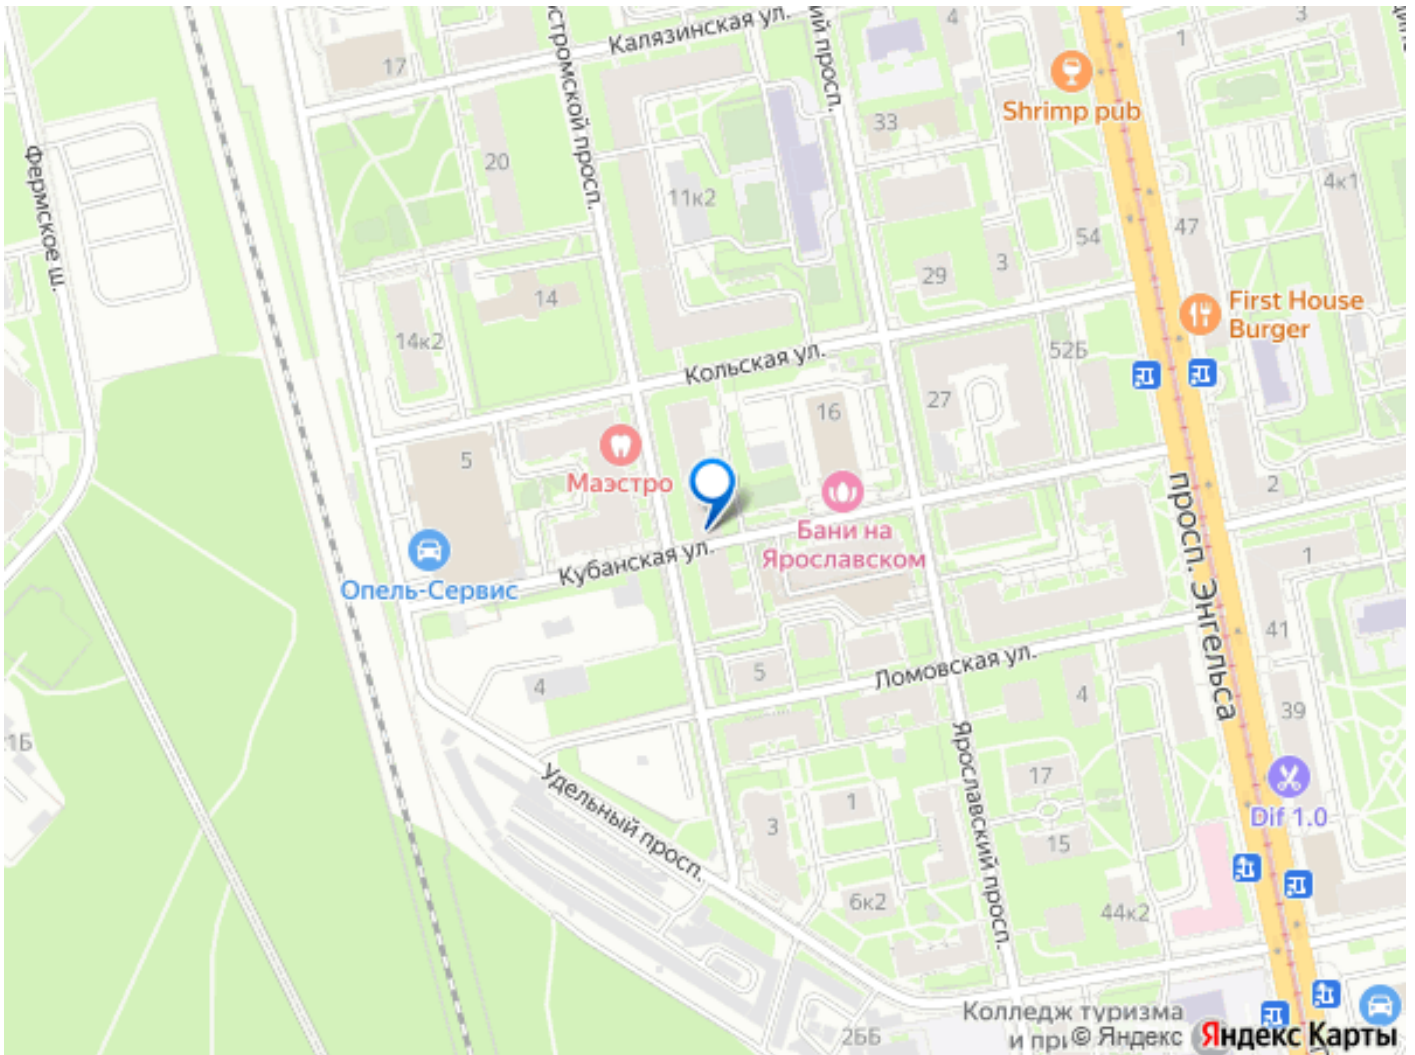 Калязинская ул.
4
3
1
17
Shrimp pub
33
Фермское ш.
20
11к2
4к1
47
54
29
3
14
First House
Burger
14к2
Кольская ул.
52Б
16
27
5
Маэстро
2
Бани на
Ярославском
Кубанская ул.
просп. Энгельса
Опель-Сервис
1
41
Ломовская ул.
5
4
4
39
1Б
Ярославский просп.
17
Удельный просп.
1
3
Dif 1.0
15
6к2
44к2
Колледж туризма
2ББ
© Яндекс
Яндекс Карты